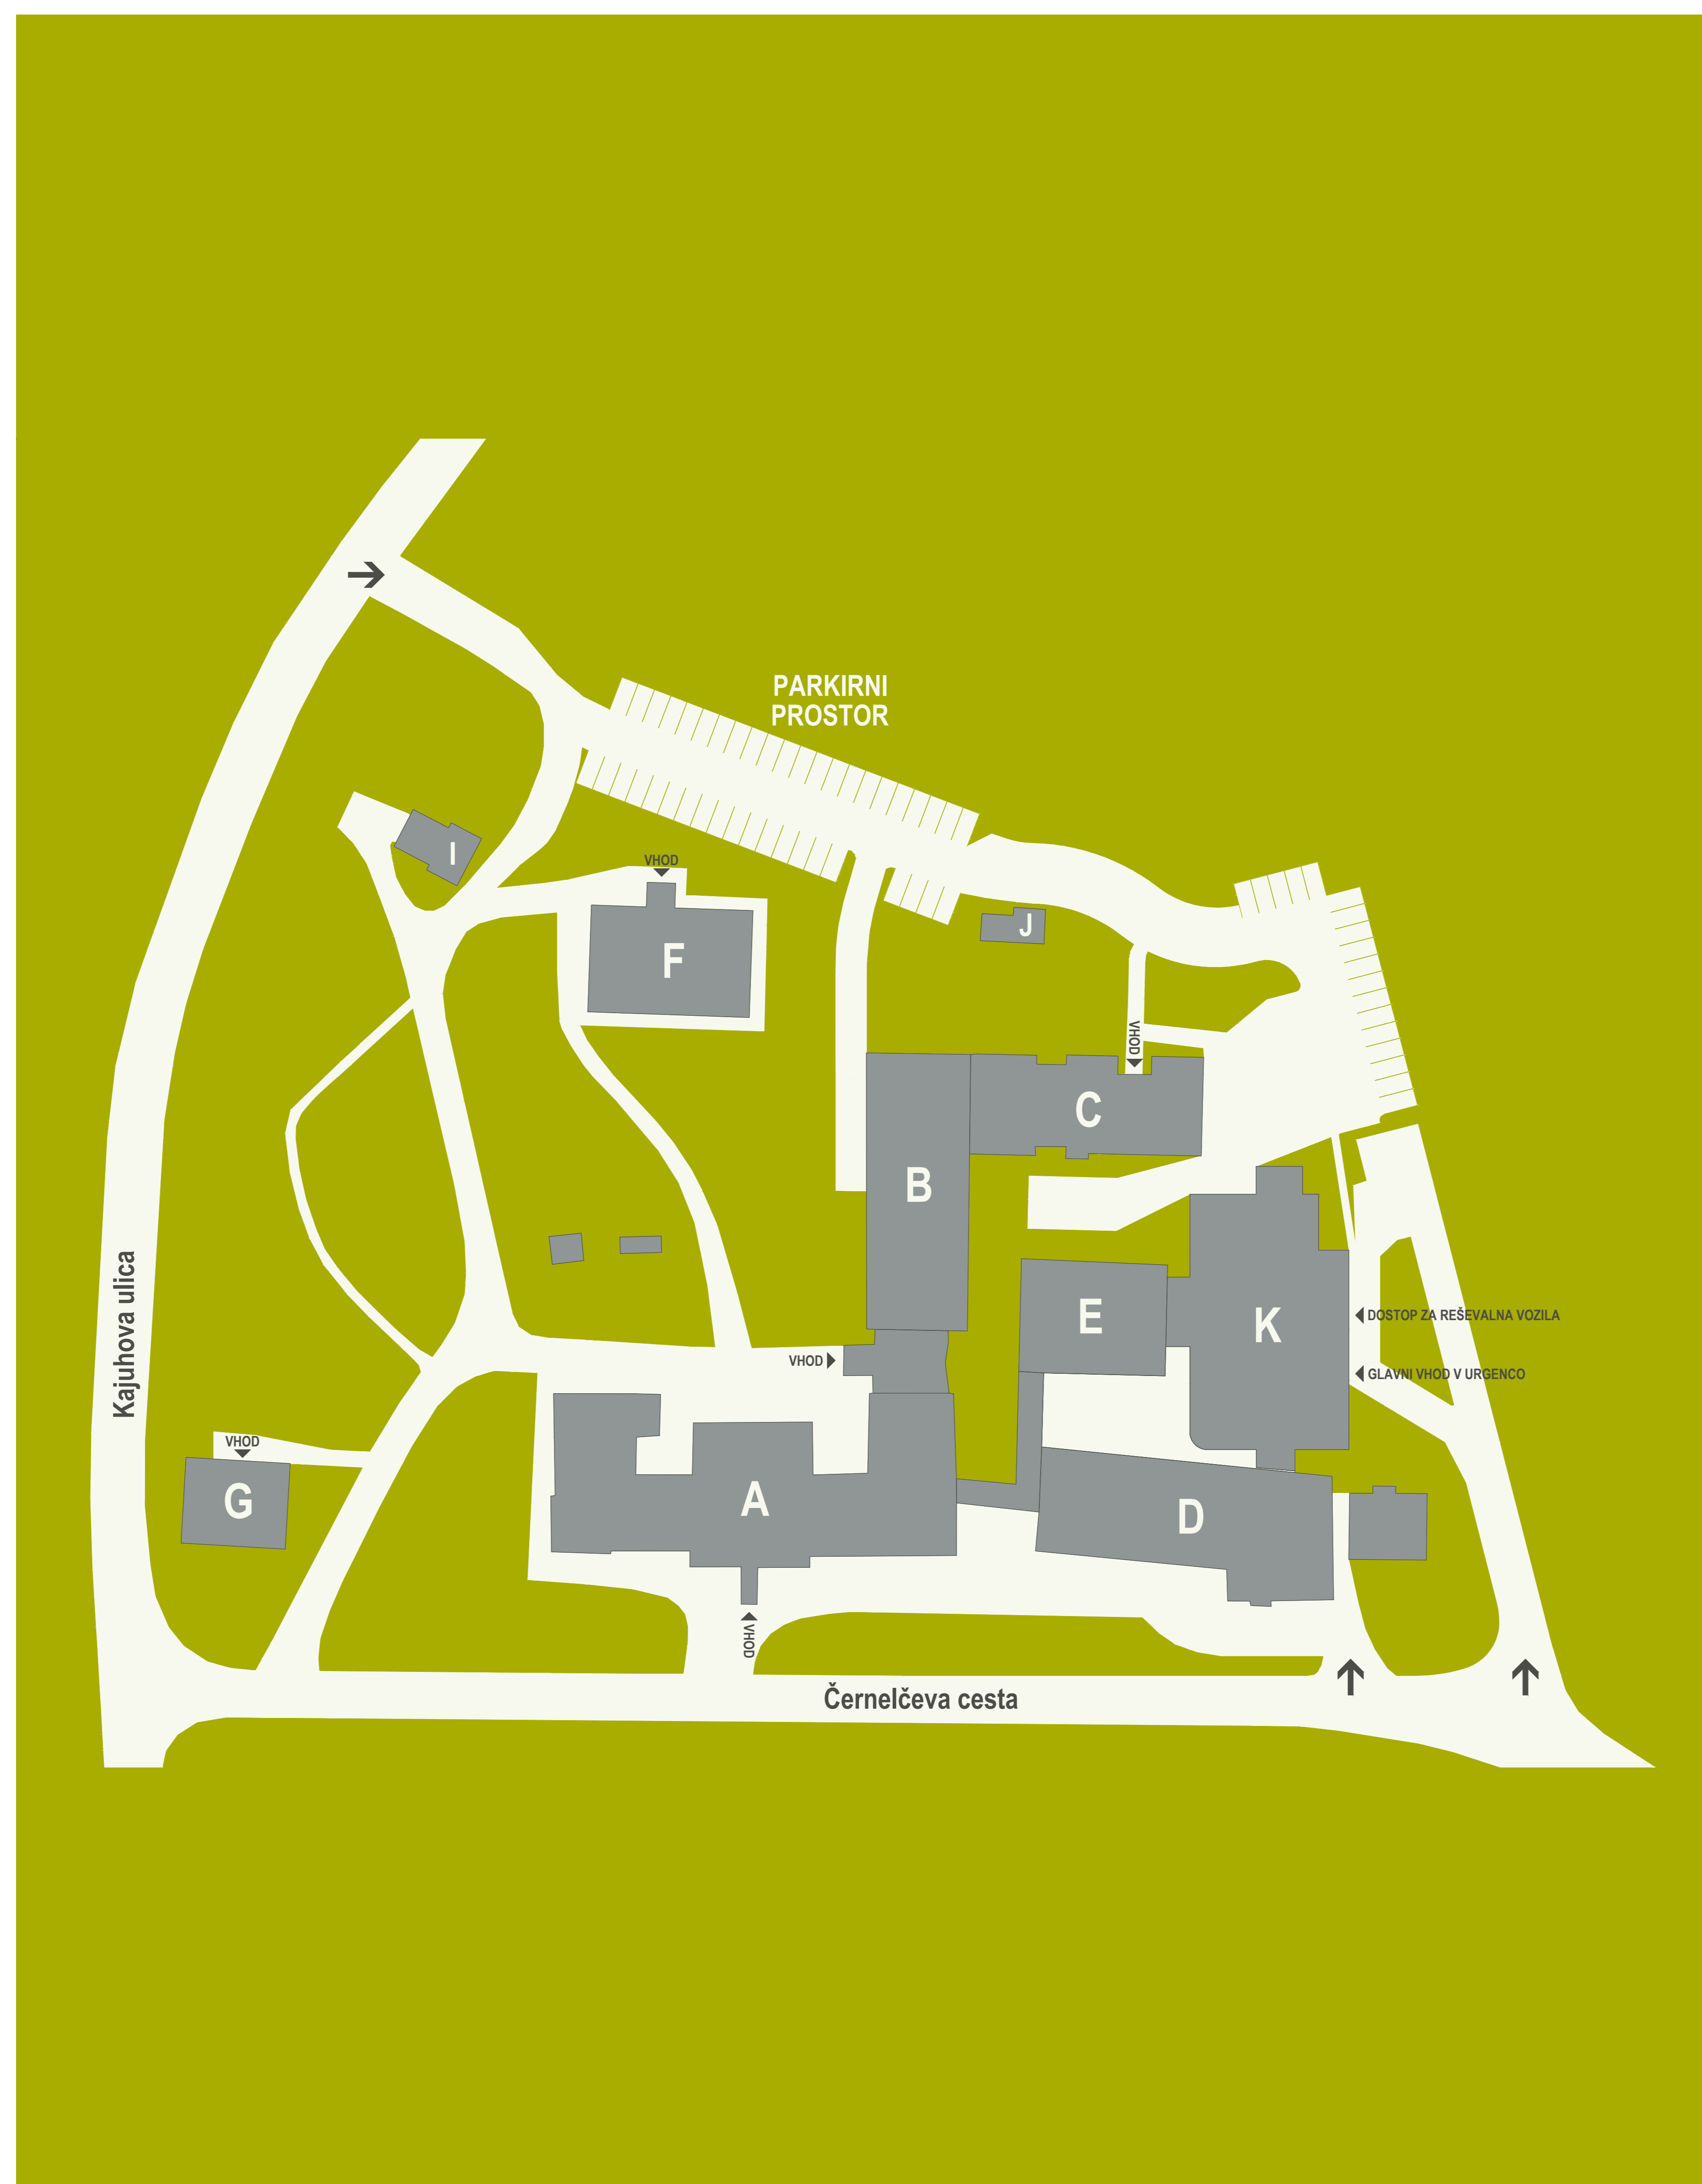 PARKIRNI
PROSTOR
I
VHOD
F
J
VHOD
C
B
Kajuhova ulica
E
K
DOSTOP ZA REŠEVALNA VOZILA
VHOD
GLAVNI VHOD V URGENCO
VHOD
G
A
D
VHOD
Černelčeva cesta